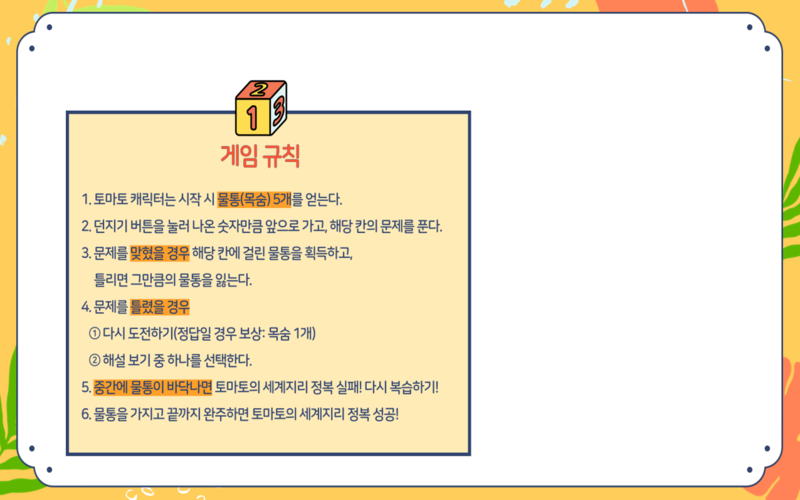 2
1 3
게임 규칙
1. 토마토 캐릭터는 시작 시 물통(목숨) 5개를 얻는다.
2. 던지기 버튼을 눌러 나온 숫자만큼 앞으로 가고, 해당 칸의 문제를 푼다.
3. 문제를 맞혔을 경우 해당 칸에 걸린 물통을 획득하고,
틀리면 그만큼의 물통을 잃는다.
4. 문제를 틀렸을 경우
① 다시 도전하기(정답일 경우 보상: 목숨 1개)
② 해설 보기 중 하나를 선택한다.
5. 중간에 물통이 바닥나면 토마토의 세계지리 정복 실패! 다시 복습하기!
6. 물통을 가지고 끝까지 완주하면 토마토의 세계지리 정복 성공!